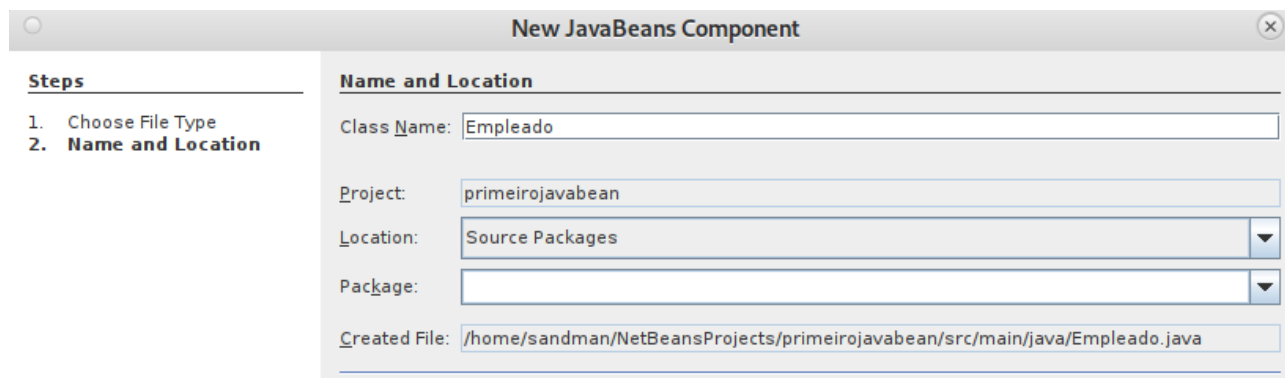 New JavaBeans Component
Steps
1. Choose File Type
2. Name and Location
Name and Location
Class Name: Empleado
Project: primeirojavabean
Location: Source Packages
Package:
Created File: /home/sandman/NetBeansProjects/primeirojavabean/src/main/java/Empleado.java